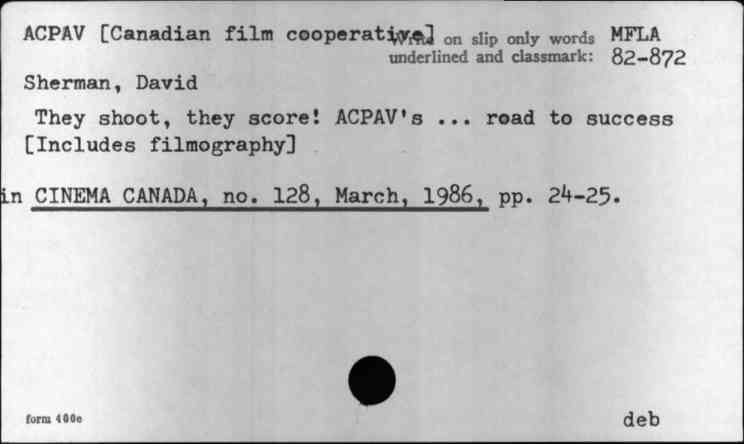 ACPAV [Canadian film cooperative] Write on slip only words MFLA
underlined and classmark: 82-872
Sherman, David
They shoot, they score! ACPAV's ... road to success
[Includes filmography]
in CINEMA CANADA, no. 128, March, 1986, pp. 24-25.
form 400e deb